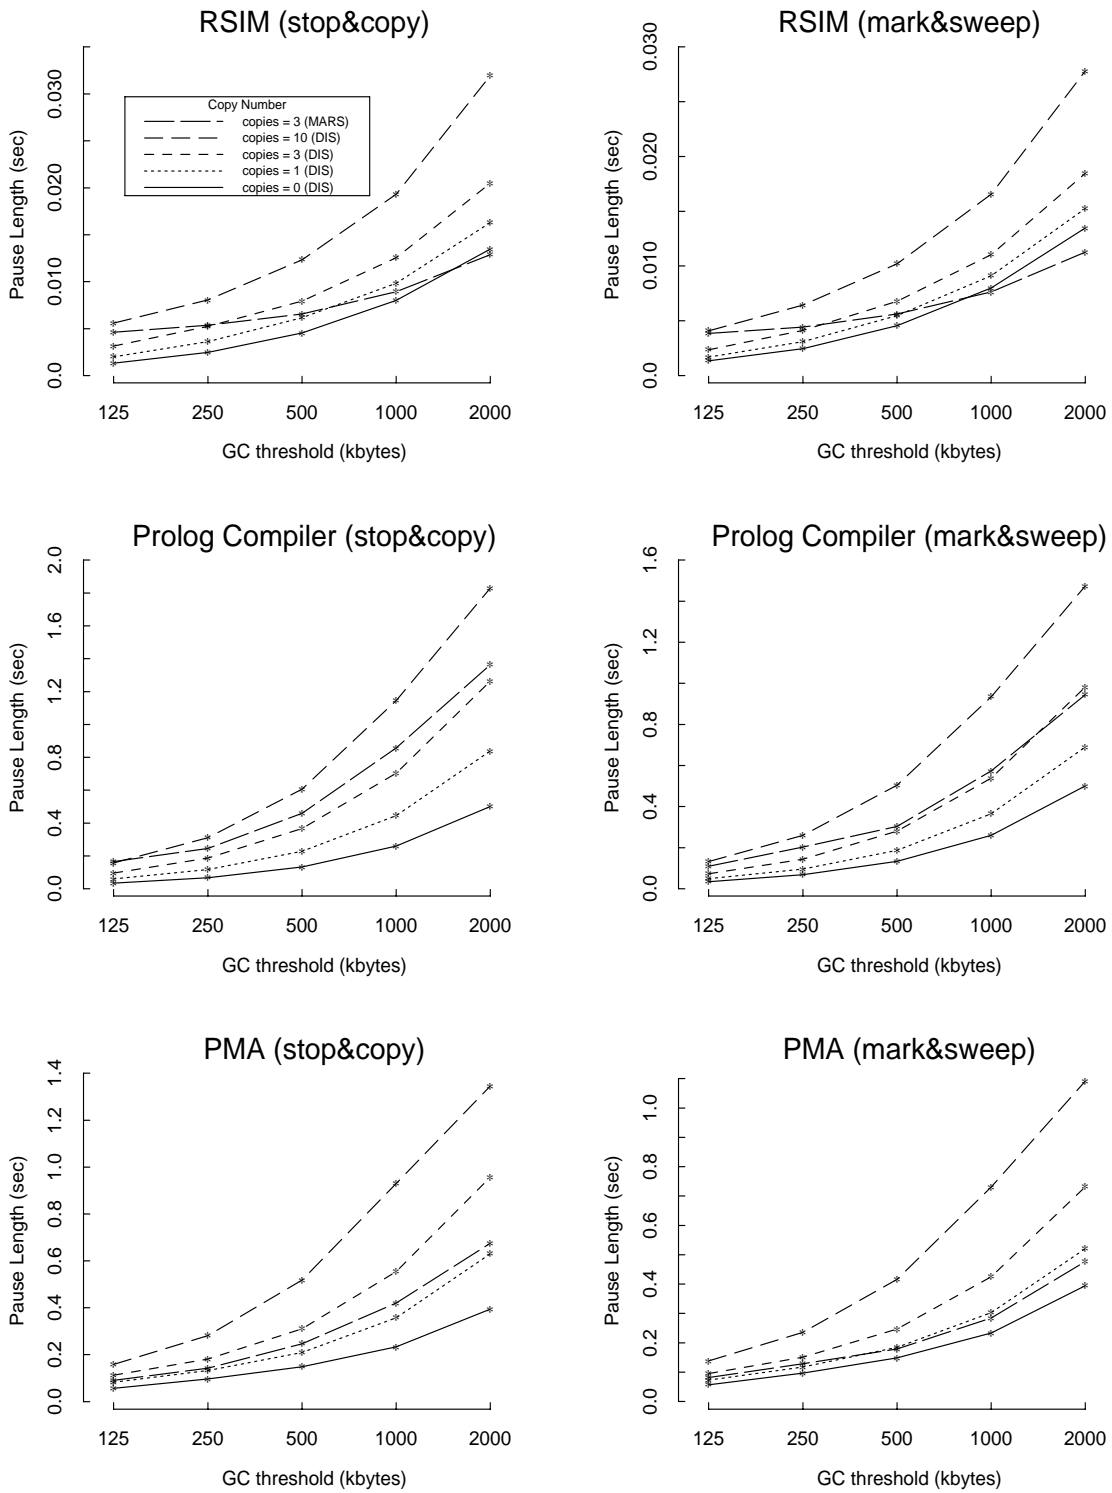 RSIM (stop&copy)
Pause Length (sec)
0.0 0.010 0.020 0.030
Copy Number
copies = 3 (MARS)
copies = 10 (DIS)
copies = 3 (DIS)
copies = 1 (DIS)
copies = 0 (DIS)
125 250 500 1000 2000
GC threshold (kbytes)
RSIM (mark&sweep)
Pause Length (sec)
0.0 0.010 0.020 0.030
125 250 500 1000 2000
GC threshold (kbytes)
Prolog Compiler (stop&copy)
Pause Length (sec)
0.0 0.4 0.8 1.2 1.6 2.0
125 250 500 1000 2000
GC threshold (kbytes)
Prolog Compiler (mark&sweep)
Pause Length (sec)
0.0 0.4 0.8 1.2 1.6
125 250 500 1000 2000
GC threshold (kbytes)
PMA (stop&copy)
Pause Length (sec)
0.0 0.2 0.4 0.6 0.8 1.0 1.2 1.4
125 250 500 1000 2000
GC threshold (kbytes)
PMA (mark&sweep)
Pause Length (sec)
0.0 0.2 0.4 0.6 0.8 1.0
125 250 500 1000 2000
GC threshold (kbytes)